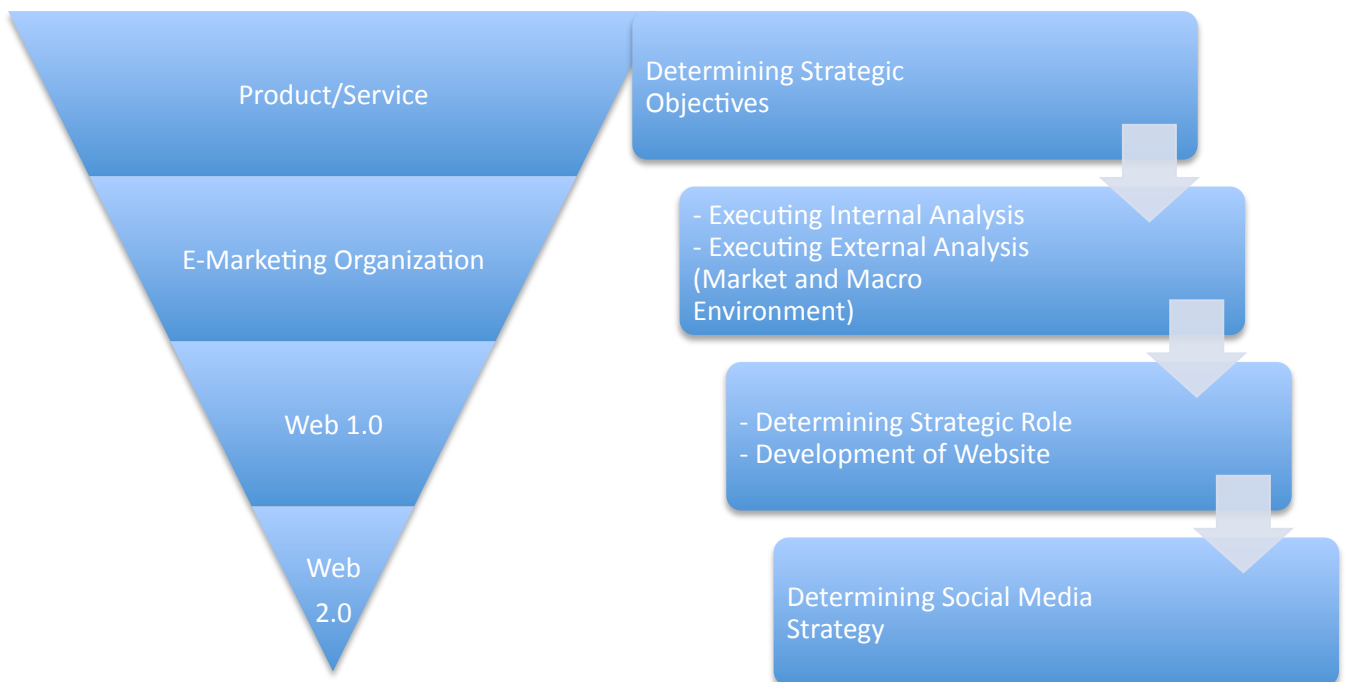 Product/Service
E-Marketing Organization
Web 1.0
Web
2.0
Determining Strategic
Objectives
- Executing Internal Analysis
- Executing External Analysis
(Market and Macro
Environment)
- Determining Strategic Role
- Development of Website
Determining Social Media
Strategy